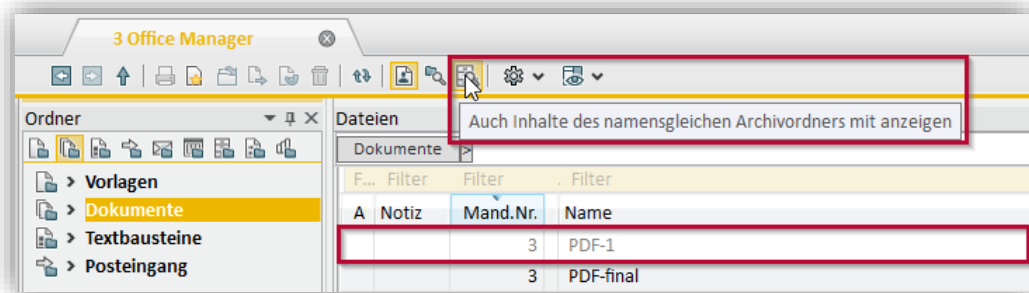 3 Office Manager
Ordner
Dateien
Auch Inhalte des namensgleichen Archivordners mit anzeigen
Dokumente >
Vorlagen
F... Filter Filter . Filter
Dokumente
A Notiz Mand.Nr. Name
Textbausteine
3 PDF-1
Posteingang
3 PDF-final